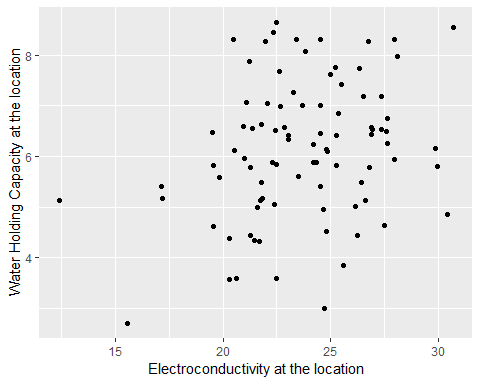 Water Holding Capacity at the location
8
6
4
15 20 25 30
Electroconductivity at the location